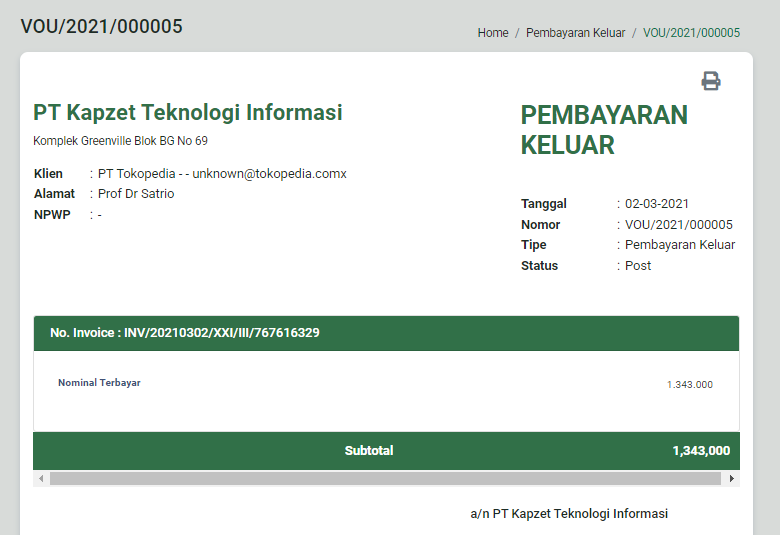 VOU/2021/000005
Home / Pembayaran Keluar / VOU/2021/000005
PT Kapzet Teknologi Informasi
Komplek Greenville Blok BG No 69
Klien : PT Tokopedia - - unknown@tokopedia.comx
Alamat : Prof Dr Satrio
NPWP : -
PEMBAYARAN
KELUAR
Tanggal : 02-03-2021
Nomor : VOU/2021/000005
Tipe : Pembayaran Keluar
Status : Post
No. Invoice : INV/20210302/XXI/III/767616329
Nominal Terbayar 1.343.000
Subtotal 1,343,000
a/n PT Kapzet Teknologi Informasi